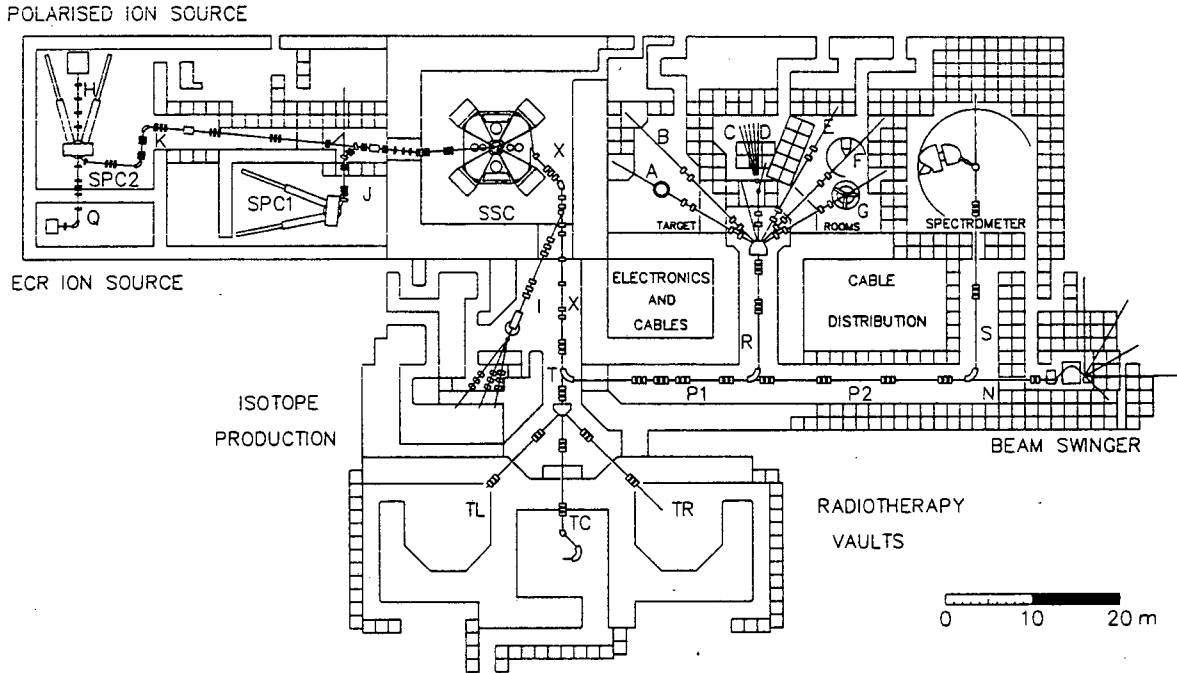 POLARISED ION SOURCE
H
K
SPC2
Q
J
SPC1
ECR ION SOURCE
SSC
X
B
C
D
E
A
F
G
TARGET
ROOMS
SPECTROMETER
ELECTRONICS
AND
CABLES
CABLE
DISTRIBUTION
I
X
R
S
T
P1
P2
N
ISOTOPE
PRODUCTION
BEAM SWINGER
TL
TC
TR
RADIOTHERAPY
VAULTS
0 10 20 m